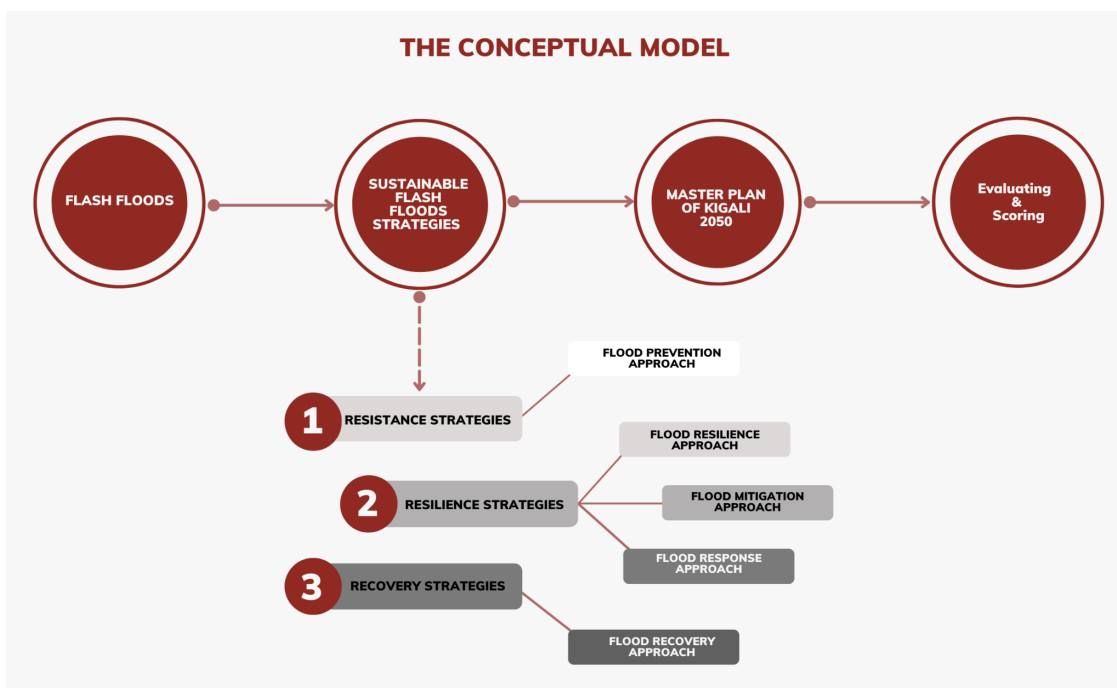 THE CONCEPTUAL MODEL
FLASH FLOODS
SUSTAINABLE
FLASH
FLOODS
STRATEGIES
MASTER PLAN
OF KIGALI
2050
Evaluating
&
Scoring
FLOOD PREVENTION
APPROACH
1
RESISTANCE STRATEGIES
FLOOD RESILIENCE
APPROACH
2
RESILIENCE STRATEGIES
FLOOD MITIGATION
APPROACH
FLOOD RESPONSE
APPROACH
3
RECOVERY STRATEGIES
FLOOD RECOVERY
APPROACH